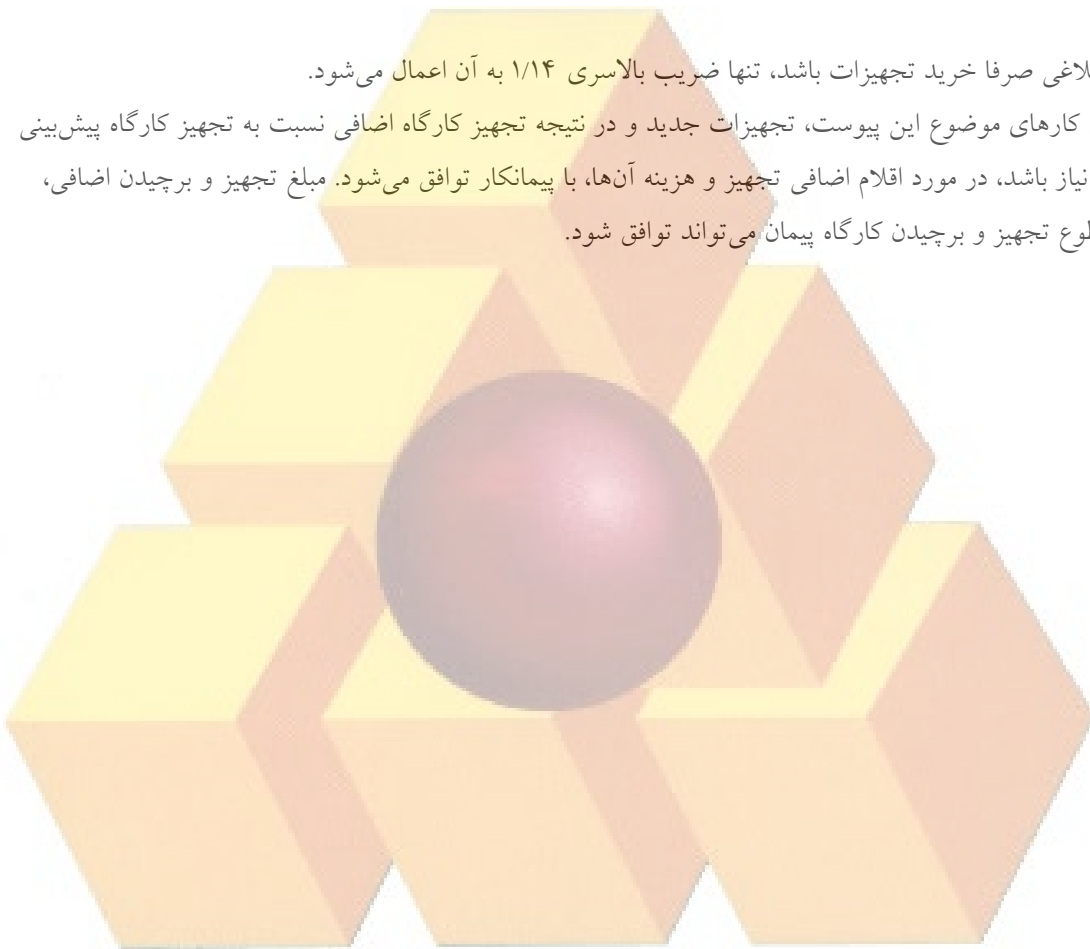 لاغی صرفا خرید تجهیزات باشد، تنها ضریب بالاسری ۱/۱۴ به آن اعمال می‌شود.
کارهای موضوع این پیوست، تجهیزات جدید و در نتیجه تجهیز کارگاه اضافی نسبت به تجهیز کارگاه پیش‌بینی
نیاز باشد، در مورد اقلام اضافی تجهیز و هزینه آن‌ها، با پیمانکار توافق می‌شود. مبلغ تجهیز و برچیدن اضافی،
طوع تجهیز و برچیدن کارگاه پیمان می‌تواند توافق شود.